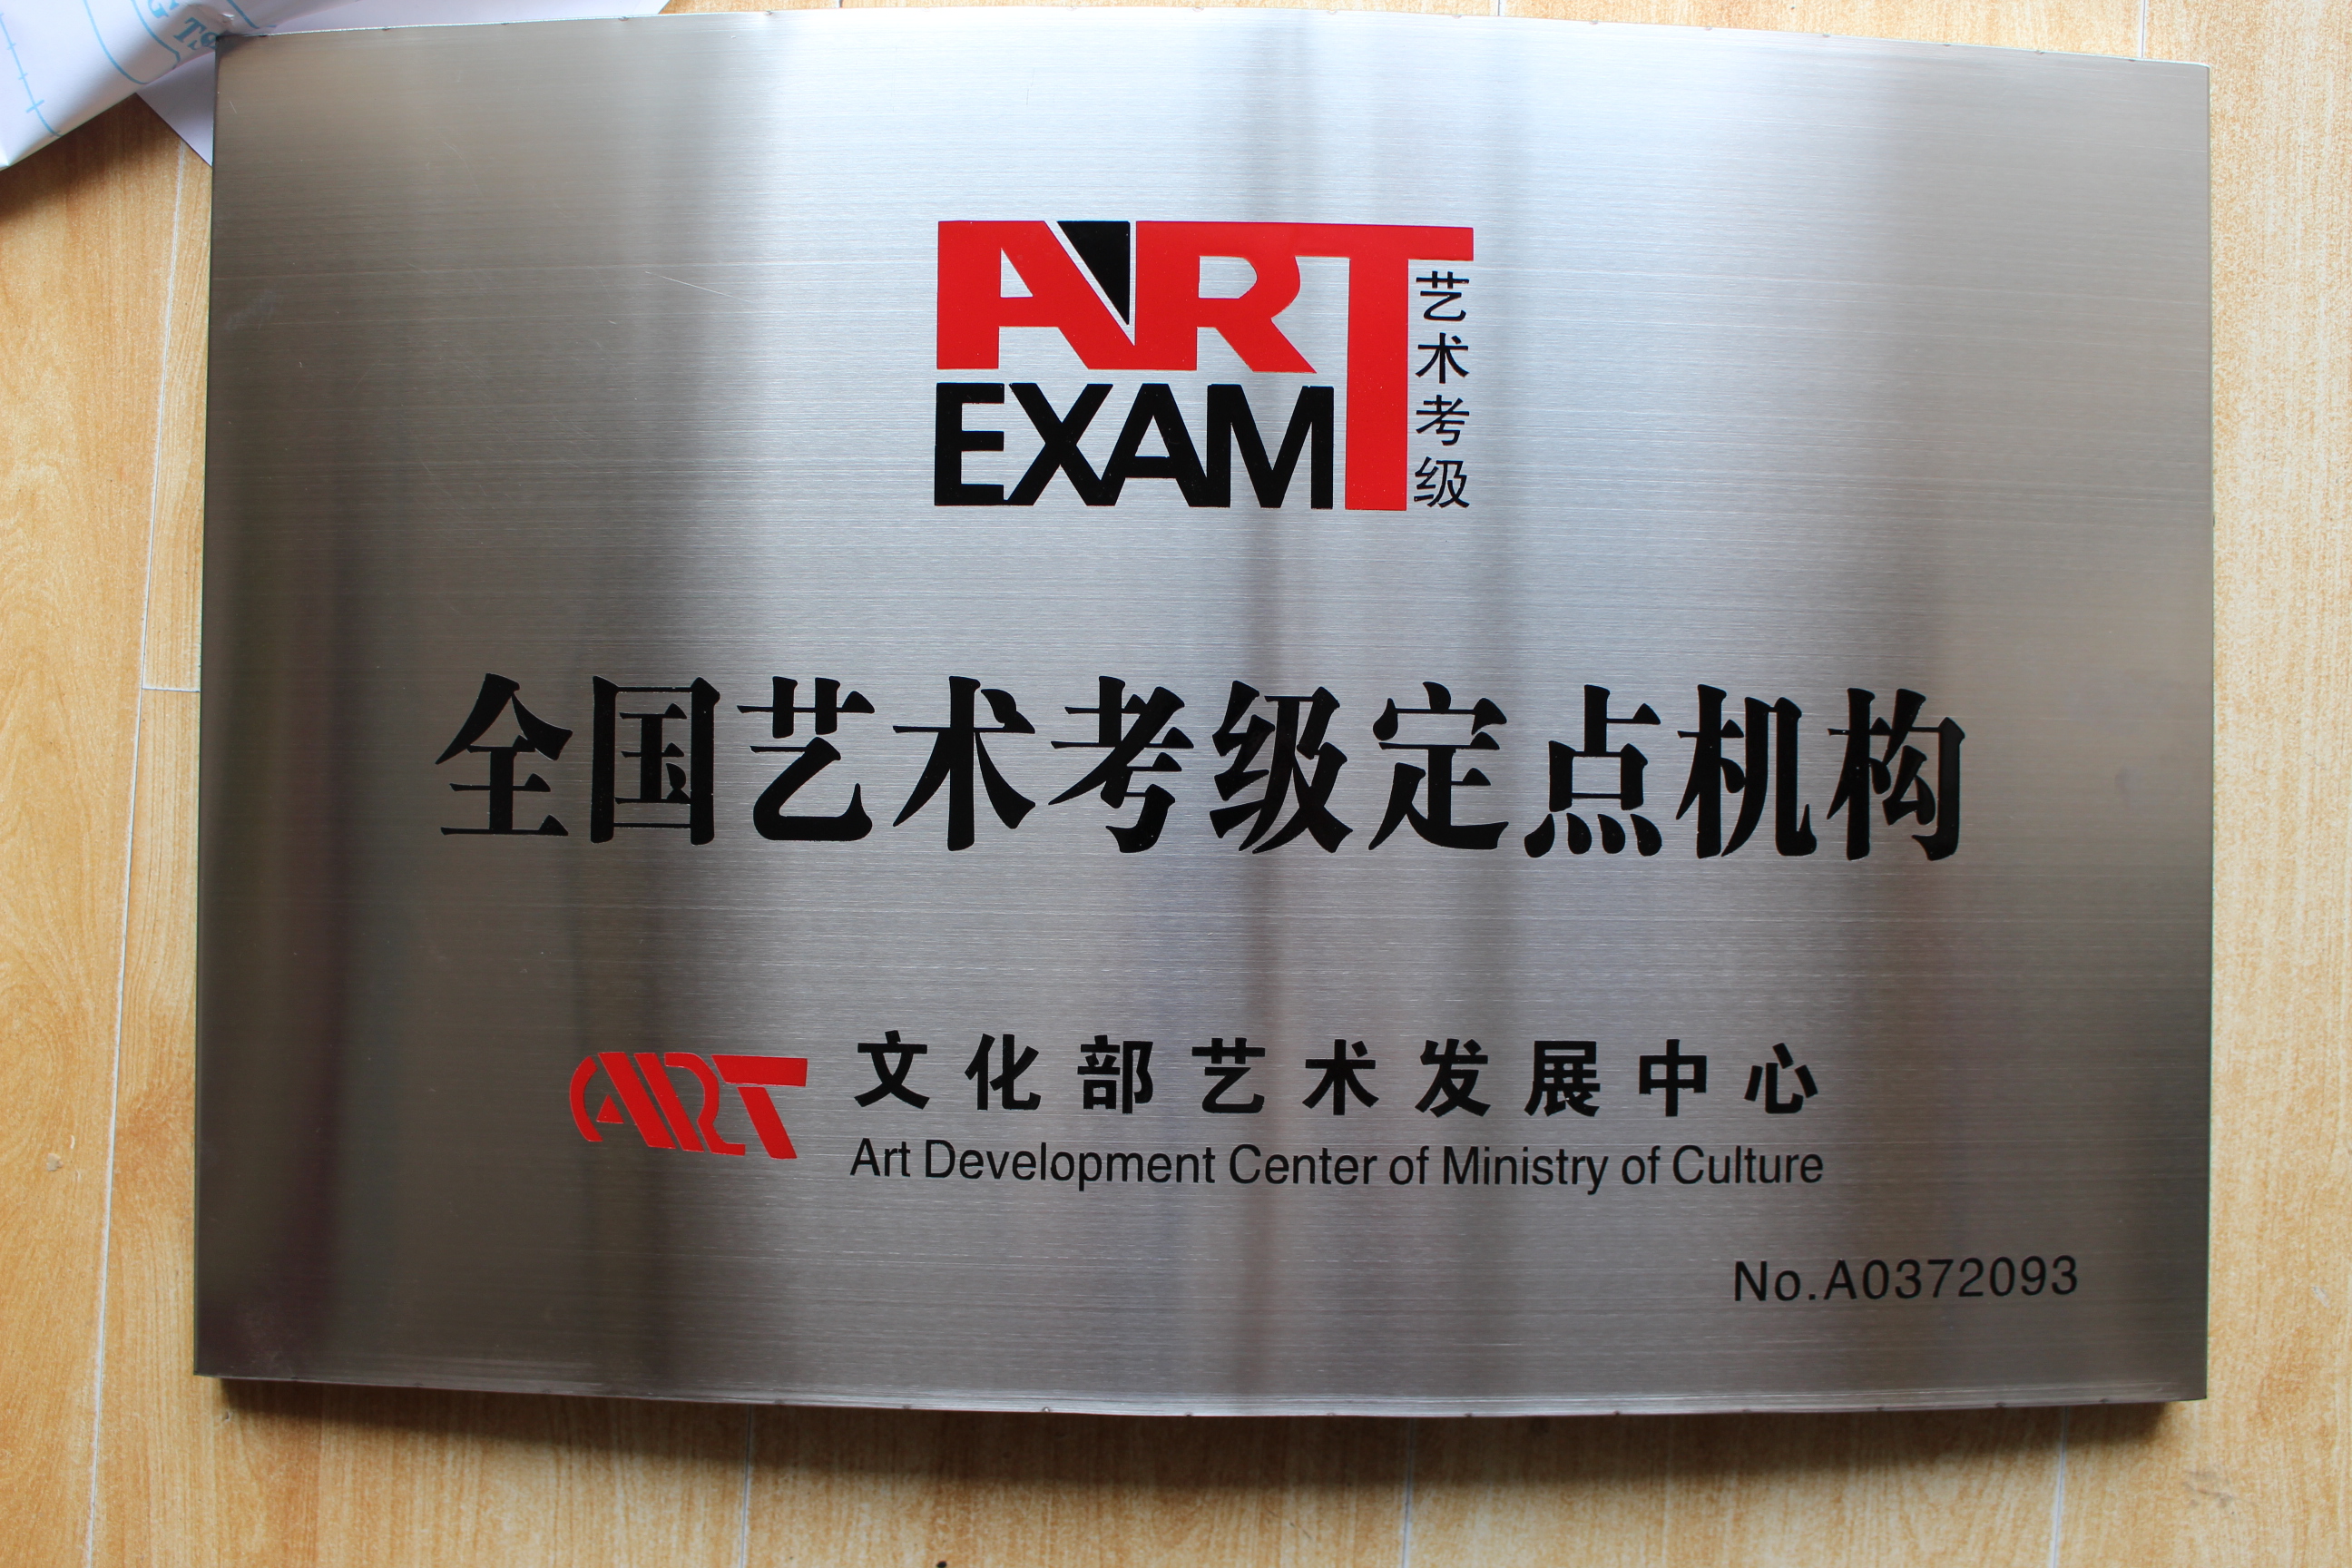 ART
EXAM
艺术考级
全国艺术考级定点机构
ART
文化部艺术发展中心
Art Development Center of Ministry of Culture
No.A0372093